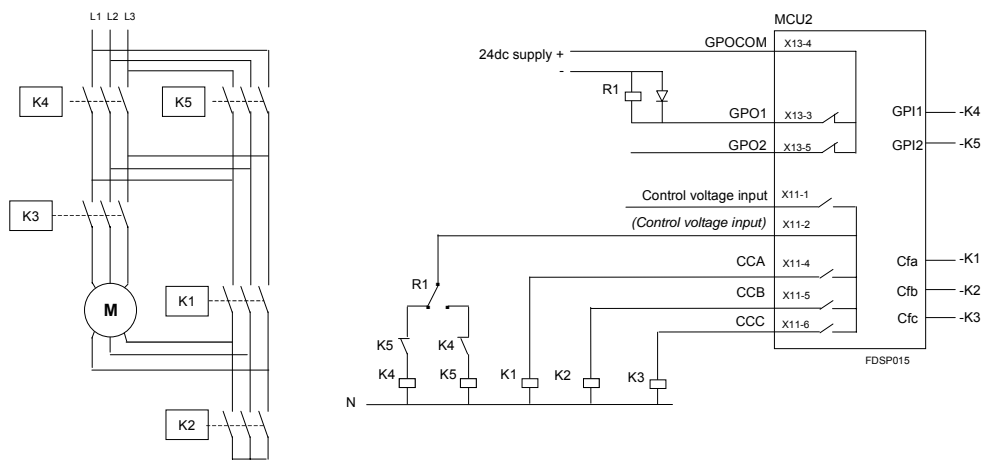 L1 L2 L3
K4
K5
K3
M
K1
K2
MCU2
GPOCOM X13-4
24dc supply +
-
R1
GPO1 X13-3
GPO2 X13-5
GPI1 -K4
GPI2 -K5
Control voltage input X11-1
(Control voltage input) X11-2
CCA X11-4
CCB X11-5
CCC X11-6
Cfa -K1
Cfb -K2
Cfc -K3
R1
K5 K4
K4 K5 K1 K2 K3
N
FDSP015